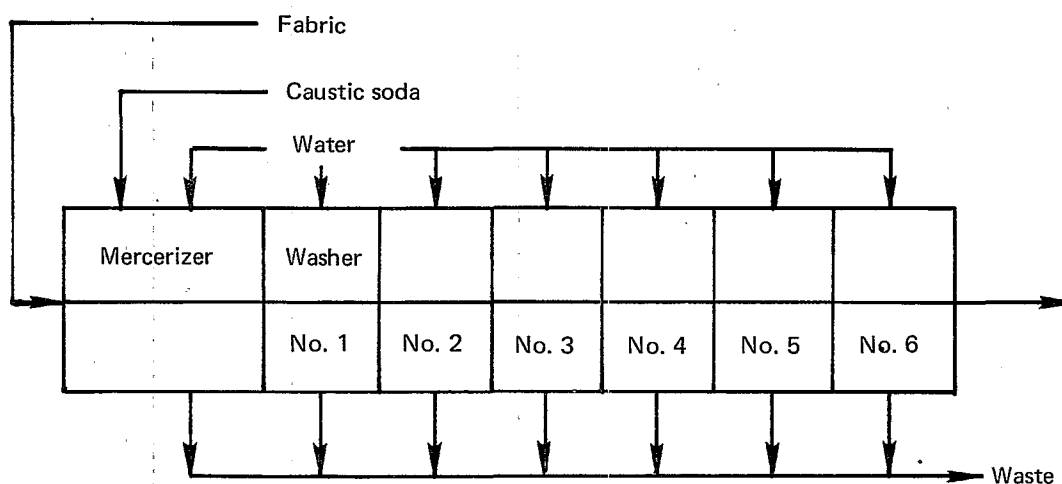 Fabric
Caustic soda
Water
Mercerizer
Washer
No. 1
No. 2
No. 3
No. 4
No. 5
No. 6
Waste